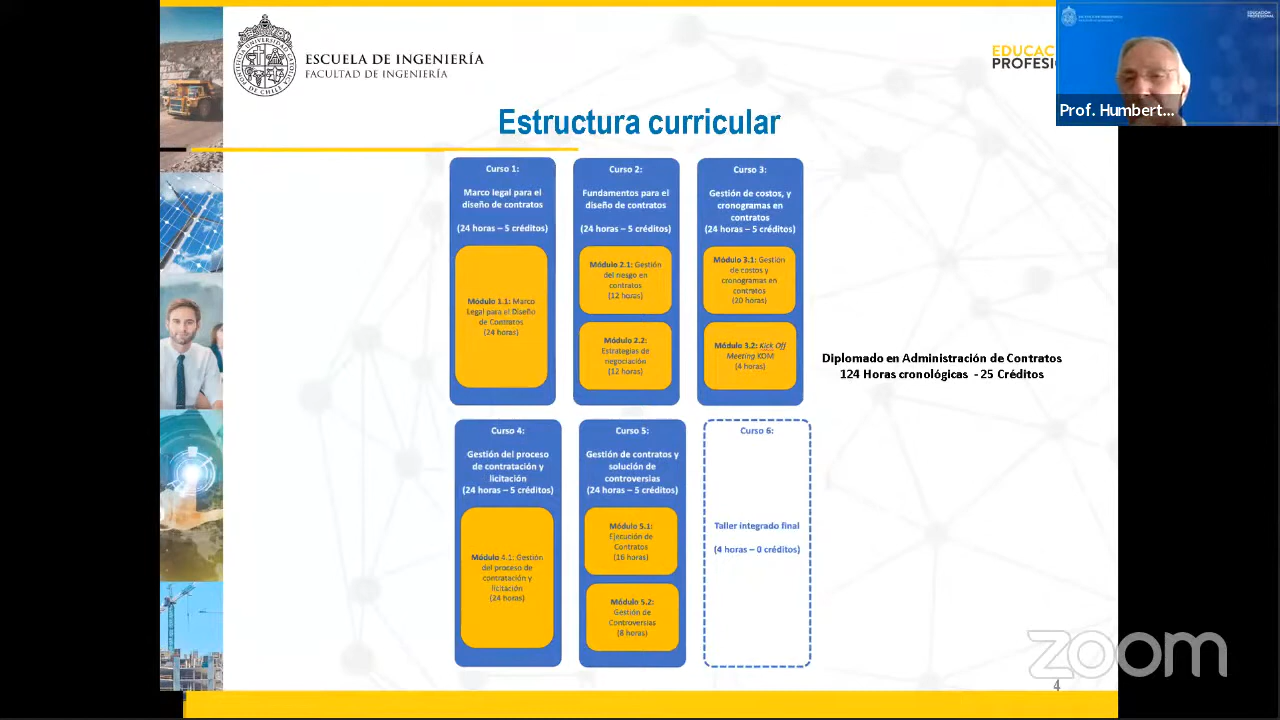 ESCUELA DE INGENIERÍA
FACULTAD DE INGENIERÍA
EDUCAC
PROFESI
EDUCACIÓN
PROFESIONAL
Prof. Humbert...
Estructura curricular
Curso 1:
Marco legal para el
diseño de contratos
(24 horas – 5 créditos)
Módulo 1.1: Marco
Legal para el Diseño
de Contratos
(24 horas)
Curso 2:
Fundamentos para el
diseño de contratos
(24 horas – 5 créditos)
Módulo 2.1: Gestión
del riesgo en
contratos
(12 horas)
Módulo 2.2:
Estrategias de
negociación
(12 horas)
Curso 3:
Gestión de costos, y
cronogramas en
contratos
(24 horas – 5 créditos)
Módulo 3.1: Gestión
de costos y
cronogramas en
contratos
(20 horas)
Módulo 3.2: Kick Off
Meeting KOM
(4 horas)
Diplomado en Administración de Contratos
124 Horas cronológicas - 25 Créditos
Curso 4:
Gestión del proceso
de contratación y
licitación
(24 horas – 5 créditos)
Módulo 4.1: Gestión
del proceso de
contratación y
licitación
(24 horas)
Curso 5:
Gestión de contratos y
solución de
controversias
(24 horas – 5 créditos)
Módulo 5.1:
Ejecución de
Contratos
(16 horas)
Módulo 5.2:
Gestión de
Controversias
(8 horas)
Curso 6:
Taller integrado final
(4 horas – 0 créditos)
zoom
4